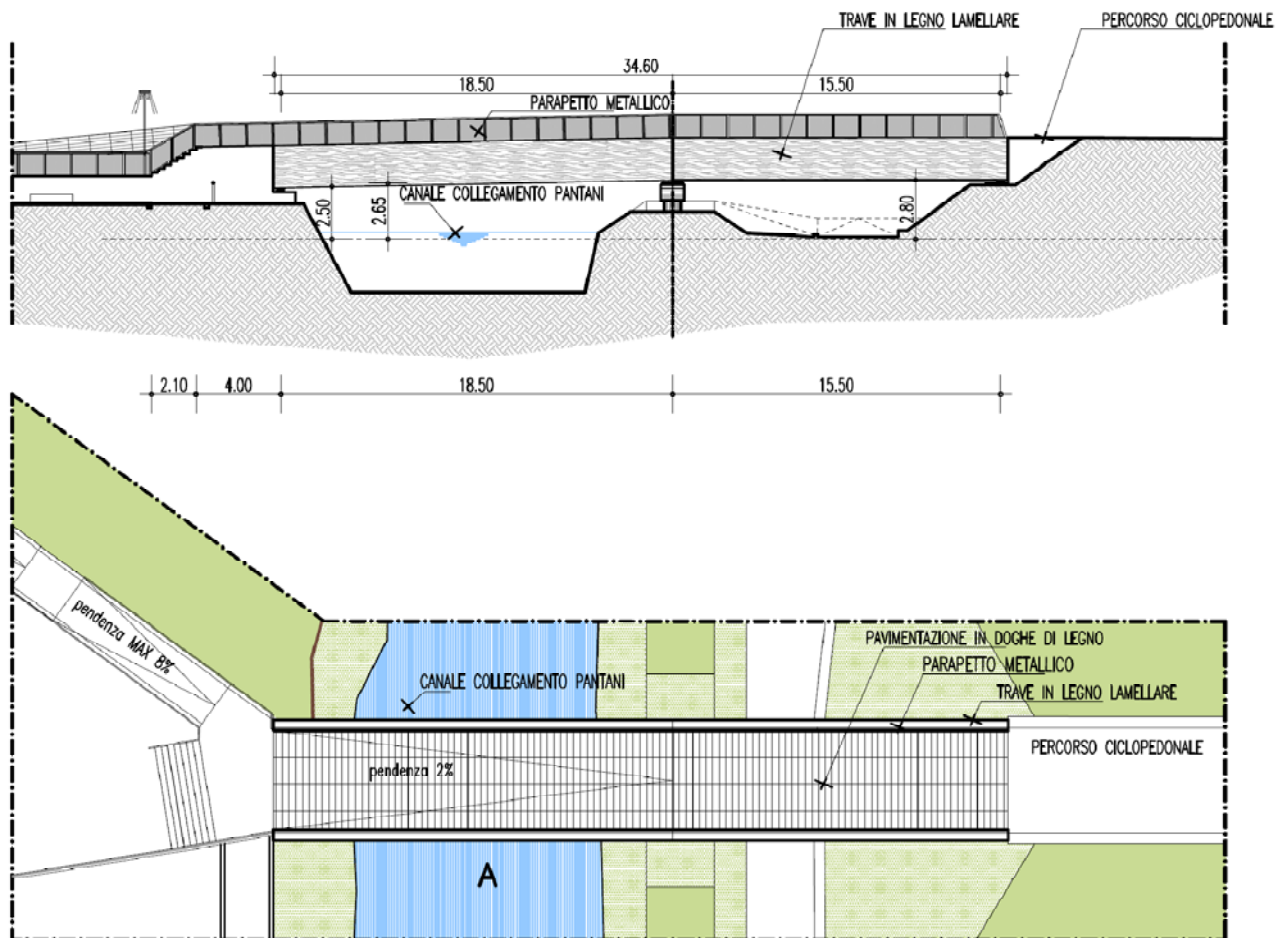 TRAVE IN LEGNO LAMELLARE
PERCORSO CICLOPEDONALE
34.60
18.50
15.50
PARAPETTO METALLICO
CANALE COLLEGAMENTO PANTANI
2.50
2.65
2.80
2.10
4.00
18.50
15.50
pendenza MAX 8%
PAVIMENTAZIONE IN DOGHE DI LEGNO
PARAPETTO METALLICO
CANALE COLLEGAMENTO PANTANI
TRAVE IN LEGNO LAMELLARE
PERCORSO CICLOPEDONALE
pendenza 2%
A